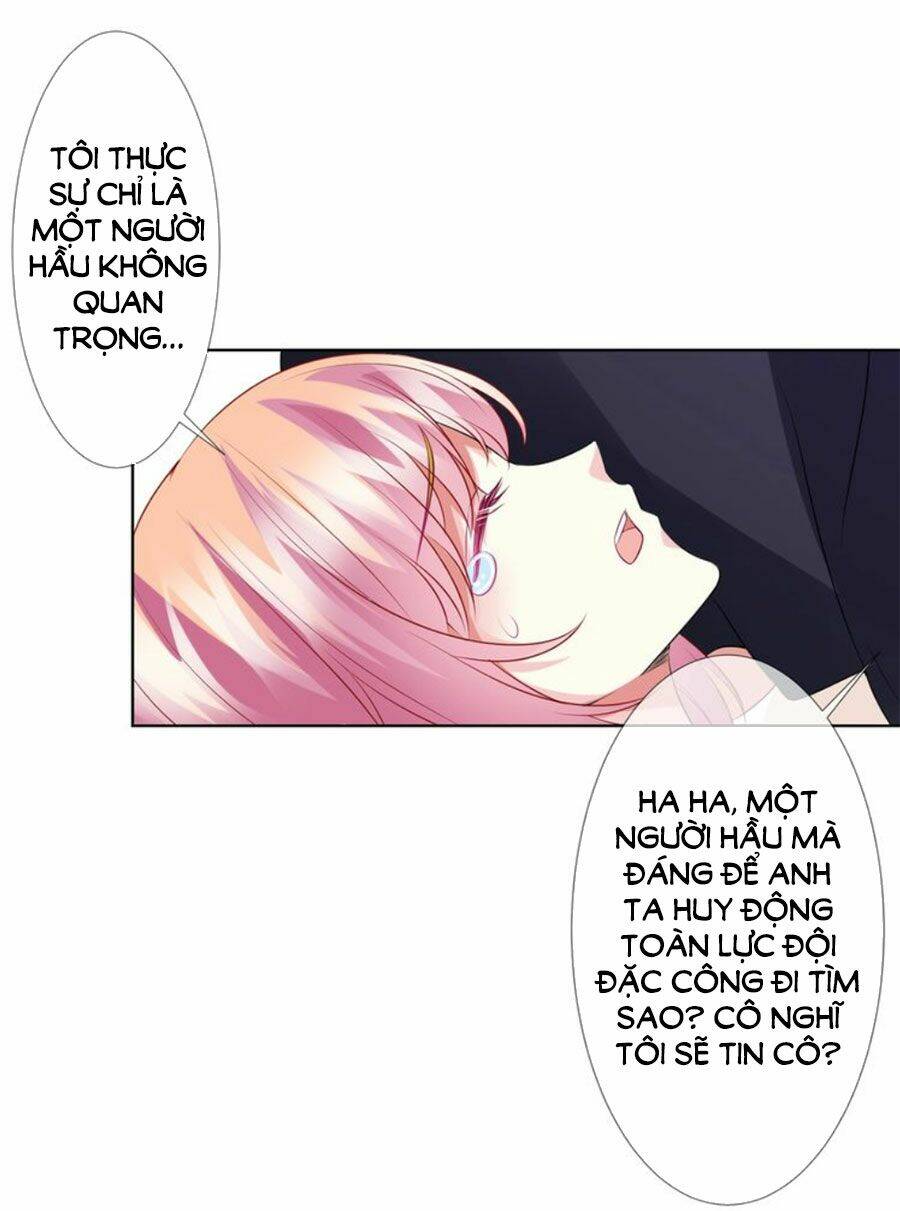 TÔI THỰC
SỰ CHỈ LÀ
MỘT NGƯỜI
HẦU KHÔNG
QUAN
TRỌNG...
HA HA, MỘT
NGƯỜI HẦU MÀ
ĐÁNG ĐỂ ANH
TA HUY ĐỘNG
TOÀN LỰC ĐỘI
ĐẶC CÔNG ĐI TÌM
SAO? CÔ NGHĨ
TÔI SẼ TIN CÔ?